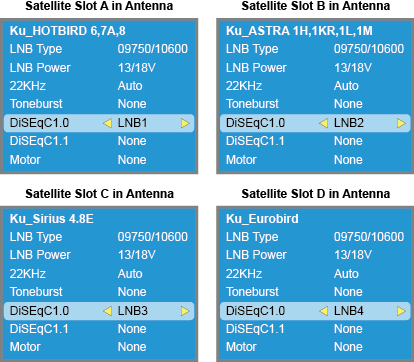 Satellite Slot A in Antenna
Ku_HOTBIRD 6,7A,8
LNB Type 09750/10600
LNB Power 13/18V
22KHz Auto
Toneburst None
DiSEqC1.0 LNB1
DiSEqC1.1 None
Motor None
Satellite Slot B in Antenna
Ku_ASTRA 1H,1KR,1L,1M
LNB Type 09750/10600
LNB Power 13/18V
22KHz Auto
Toneburst None
DiSEqC1.0 LNB2
DiSEqC1.1 None
Motor None
Satellite Slot C in Antenna
Ku_Sirius 4.8E
LNB Type 09750/10600
LNB Power 13/18V
22KHz Auto
Toneburst None
DiSEqC1.0 LNB3
DiSEqC1.1 None
Motor None
Satellite Slot D in Antenna
Ku_Eurobird
LNB Type 09750/10600
LNB Power 13/18V
22KHz Auto
Toneburst None
DiSEqC1.0 LNB4
DiSEqC1.1 None
Motor None